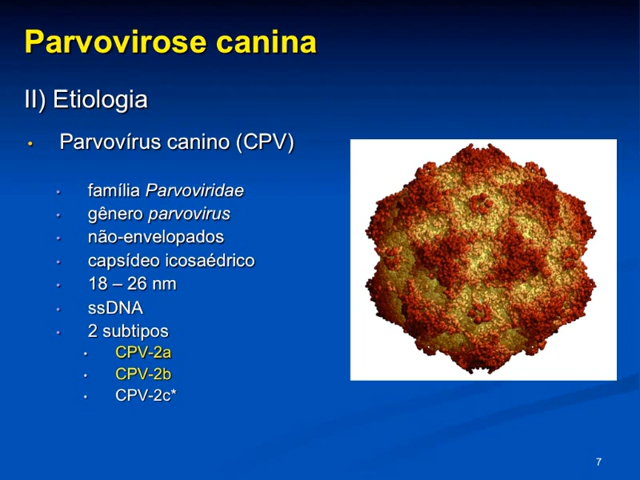 Parvovirose canina
II) Etiologia
• Parvovírus canino (CPV)
• família Parvoviridae
• gênero parvovirus
• não-envelopados
• capsídeo icosaédrico
• 18 – 26 nm
• ssDNA
• 2 subtipos
• CPV-2a
• CPV-2b
• CPV-2c*
7